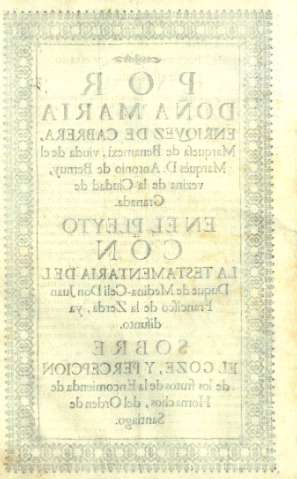 POR
DOÑA MARIA
ENRIQVEZ DE CABRERA,
Marquesa de Benamexi, viuda de el
Marquès D. Antonio de Bernuy,
vezina de la Ciudad de
Granada.
EN EL PLEYTO
CON
LA TESTAMENTARIA DEL
Duque de Medina-Celi Don Juan
Francisco de la Zerda, ya
difunto.
SOBRE
EL GOZE, Y PERCEPCION
de los frutos de la Encomienda de
Hornachos, del Orden de
Santiago.